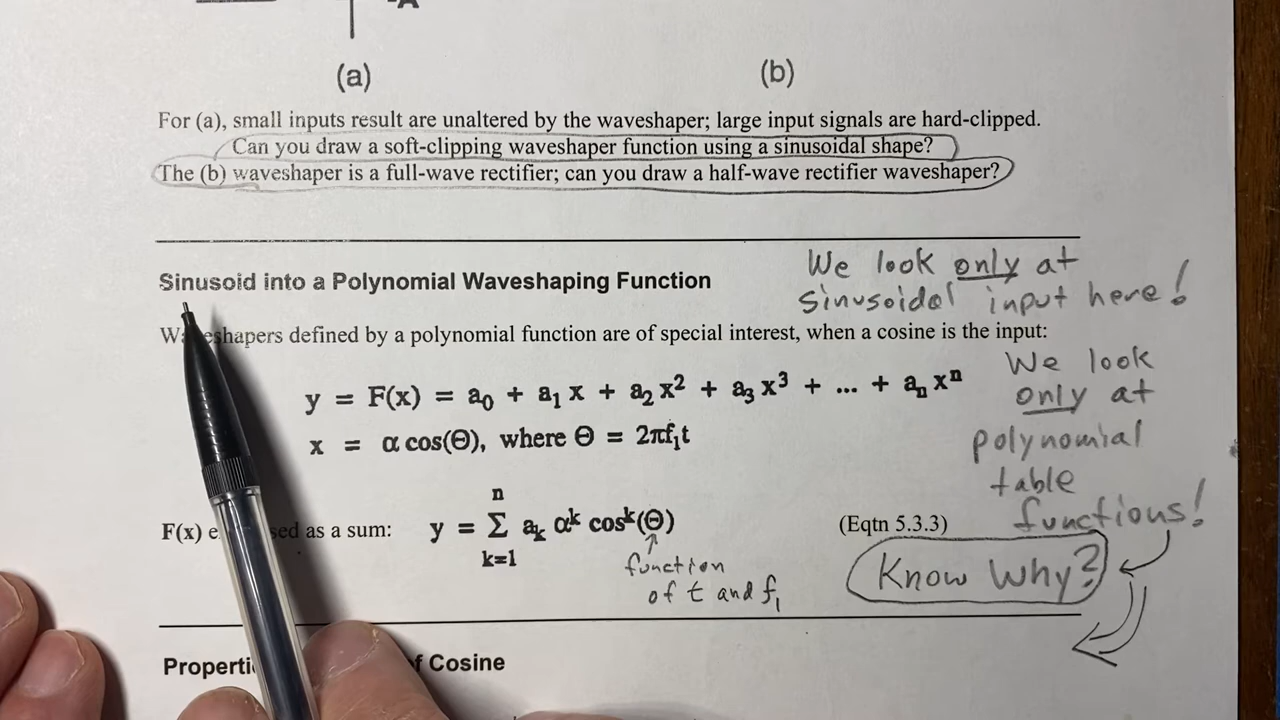 -A
(a) (b)
For (a), small inputs result are unaltered by the waveshaper; large input signals are hard-clipped.
Can you draw a soft-clipping waveshaper function using a sinusoidal shape?
The (b) waveshaper is a full-wave rectifier; can you draw a half-wave rectifier waveshaper?
We look only at
sinusoidal input here!
Sinusoid into a Polynomial Waveshaping Function
defined by a polynomial function are of special interest, when a cosine is the input:
y = F(x) = a₀ + a₁ x + a₂ x² + a₃ x³ + ... + aₙ xⁿ
x = α cos(Θ), where Θ = 2πf₁t
We look
only at
polynomial
table
functions!
F(x) as a sum: y = Σ aₖ αᵏ cosᵏ(Θ) (Eqtn 5.3.3)
n
k=1
function
of t and f₁
Know Why?
of Cosine